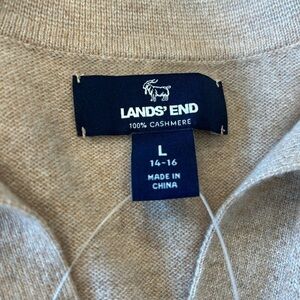 LANDS' END
100% CASHMERE
L
14-16
MADE IN
CHINA